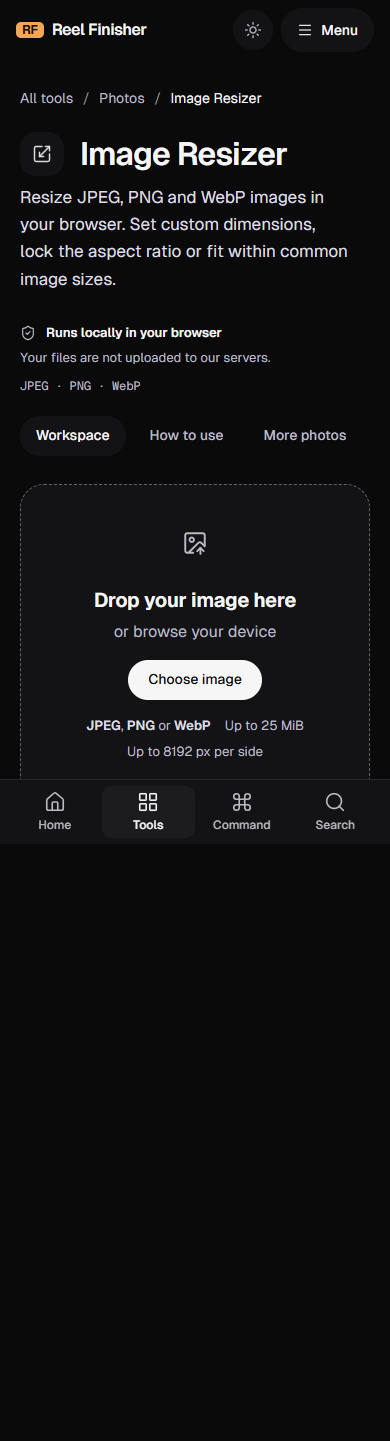 RF Reel Finisher
Menu
All tools / Photos / Image Resizer
Image Resizer
Resize JPEG, PNG and WebP images in
your browser. Set custom dimensions,
lock the aspect ratio or fit within common
image sizes.
Runs locally in your browser
Your files are not uploaded to our servers.
JPEG · PNG · WebP
Workspace How to use More photos
Drop your image here
or browse your device
Choose image
JPEG, PNG or WebP Up to 25 MiB
Up to 8192 px per side
Home Tools Command Search